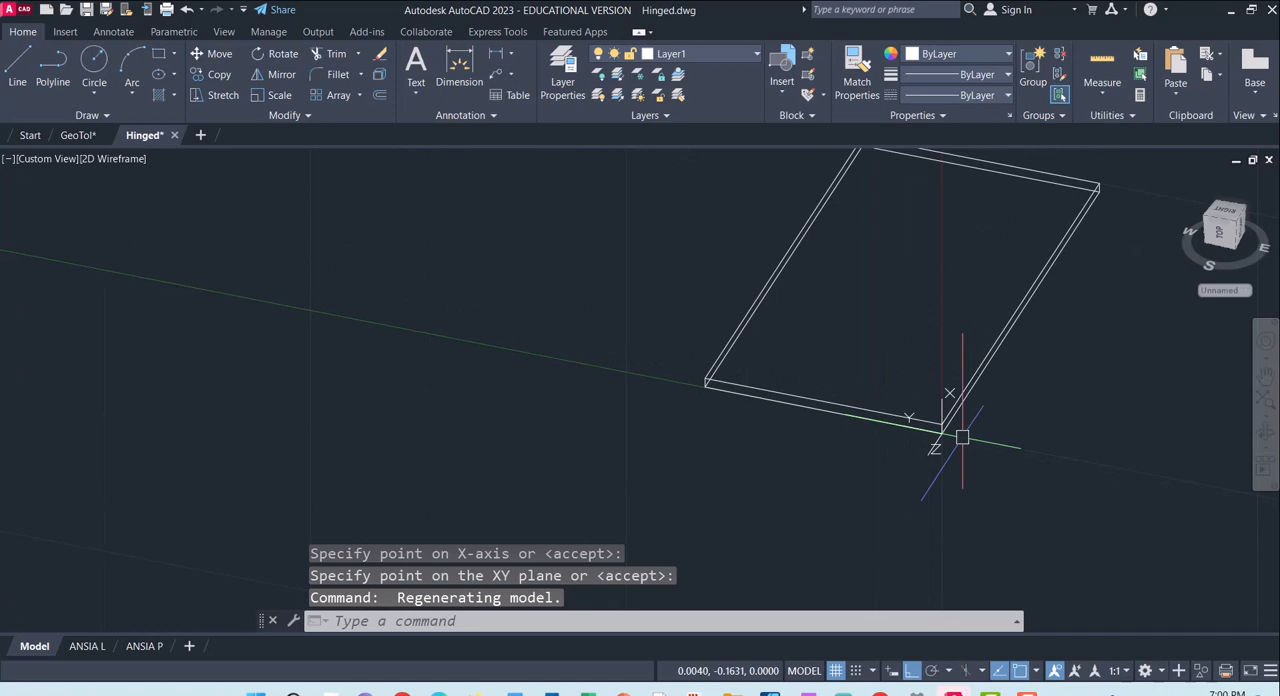 A CAD Share Autodesk AutoCAD 2023 - EDUCATIONAL VERSION Hinged.dwg Type a keyword or phrase Sign In
Home Insert Annotate Parametric View Manage Output Add-ins Collaborate Express Tools Featured Apps
Line Polyline Circle Arc Move Rotate Trim Text Dimension Layer Properties Layer1 Insert Match Properties ByLayer Group Measure Paste Base
Copy Mirror Fillet ByLayer
Stretch Scale Array Table ByLayer
Draw Modify Annotation Layers Block Properties Groups Utilities Clipboard View
Start GeoTol* Hinged*
[−][Custom View][2D Wireframe]
RIGHT
W TOP E
S
Unnamed
X
Y
Z
Specify point on X-axis or <accept>:
Specify point on the XY plane or <accept>:
Command: Regenerating model.
Type a command
Model ANSIA L ANSIA P
0.0040, -0.1631, 0.0000 MODEL 1:1
7:00 PM